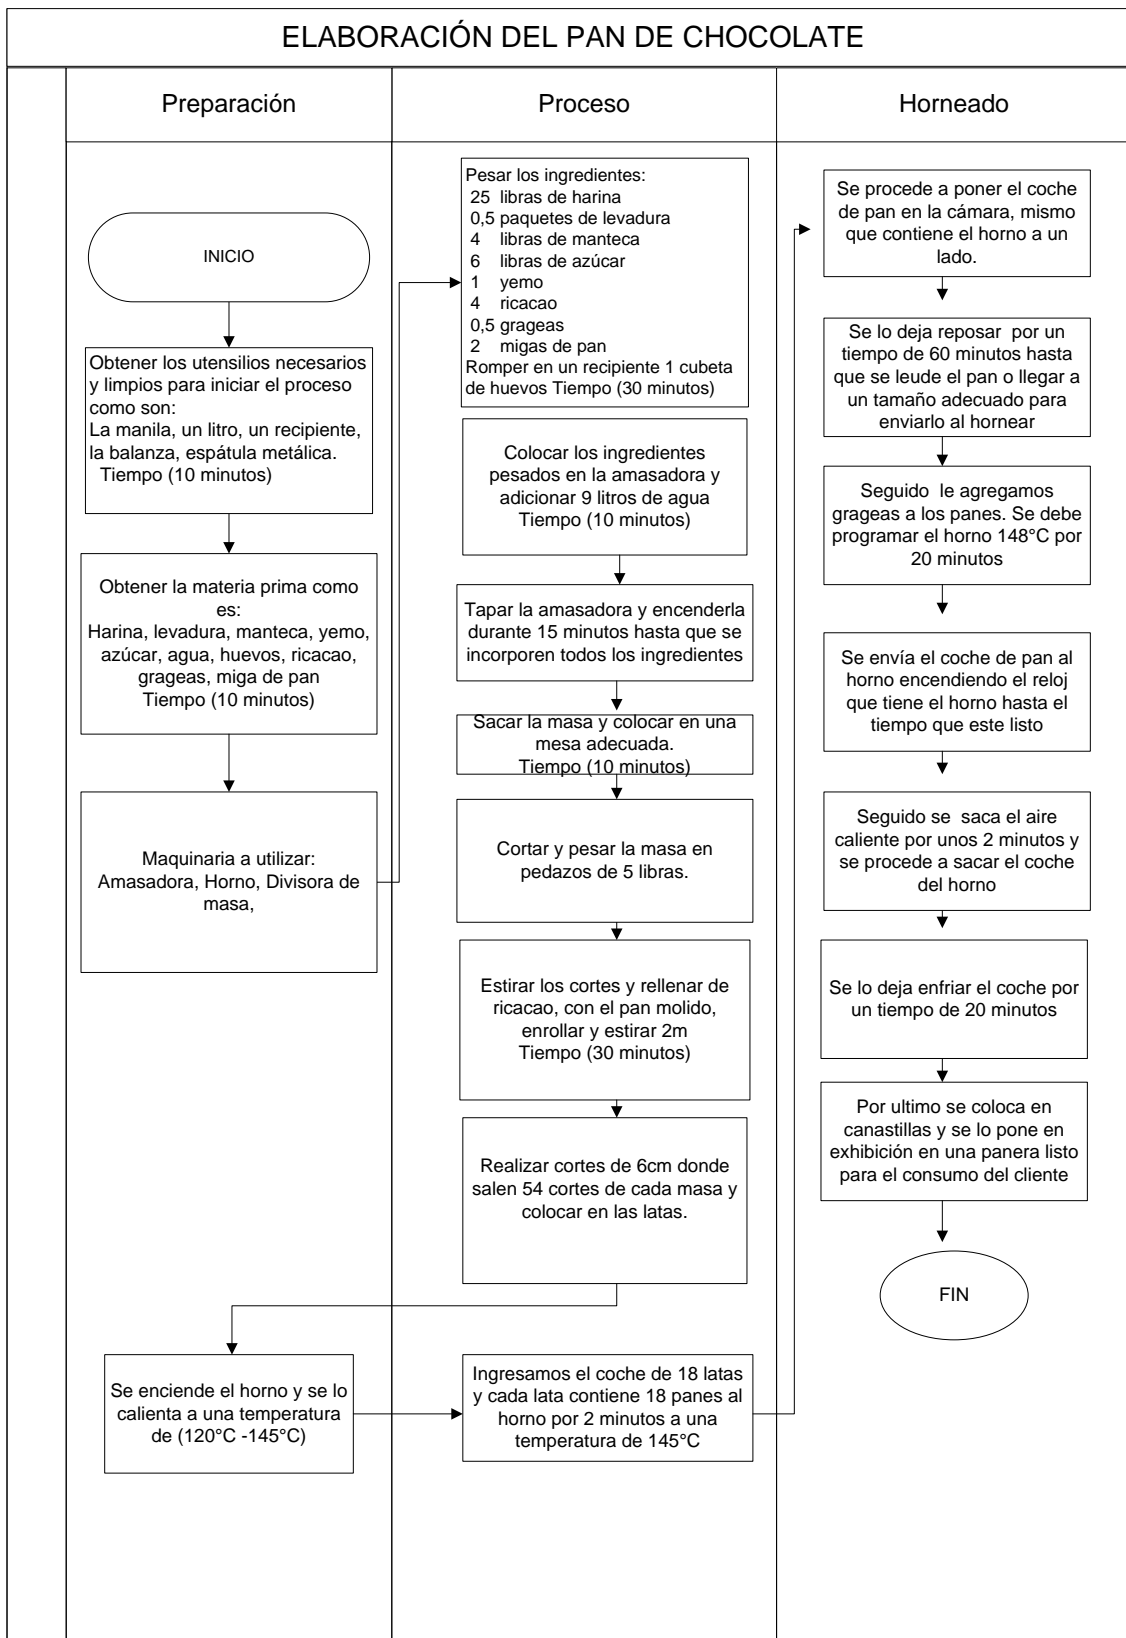 ELABORACIÓN DEL PAN DE CHOCOLATE
Preparación
Proceso
Horneado
INICIO
Obtener los utensilios necesarios
y limpios para iniciar el proceso
como son:
La manila, un litro, un recipiente,
la balanza, espátula metálica.
Tiempo (10 minutos)
Obtener la materia prima como
es:
Harina, levadura, manteca, yemo,
azúcar, agua, huevos, ricacao,
grageas, miga de pan
Tiempo (10 minutos)
Maquinaria a utilizar:
Amasadora, Horno, Divisora de
masa,
Pesar los ingredientes:
25 libras de harina
0,5 paquetes de levadura
4 libras de manteca
6 libras de azúcar
1 yemo
4 ricacao
0,5 grageas
2 migas de pan
Romper en un recipiente 1 cubeta
de huevos Tiempo (30 minutos)
Colocar los ingredientes
pesados en la amasadora y
adicionar 9 litros de agua
Tiempo (10 minutos)
Tapar la amasadora y encenderla
durante 15 minutos hasta que se
incorporen todos los ingredientes
Sacar la masa y colocar en una
mesa adecuada.
Tiempo (10 minutos)
Cortar y pesar la masa en
pedazos de 5 libras.
Estirar los cortes y rellenar de
ricacao, con el pan molido,
enrollar y estirar 2m
Tiempo (30 minutos)
Realizar cortes de 6cm donde
salen 54 cortes de cada masa y
colocar en las latas.
Se enciende el horno y se lo
calienta a una temperatura
de (120°C -145°C)
Ingresamos el coche de 18 latas
y cada lata contiene 18 panes al
horno por 2 minutos a una
temperatura de 145°C
Se procede a poner el coche
de pan en la cámara, mismo
que contiene el horno a un
lado.
Se lo deja reposar por un
tiempo de 60 minutos hasta
que se leude el pan o llegar a
un tamaño adecuado para
enviarlo al hornear
Seguido le agregamos
grageas a los panes. Se debe
programar el horno 148°C por
20 minutos
Se envía el coche de pan al
horno encendiendo el reloj
que tiene el horno hasta el
tiempo que este listo
Seguido se saca el aire
caliente por unos 2 minutos y
se procede a sacar el coche
del horno
Se lo deja enfriar el coche por
un tiempo de 20 minutos
Por ultimo se coloca en
canastillas y se lo pone en
exhibición en una panera listo
para el consumo del cliente
FIN